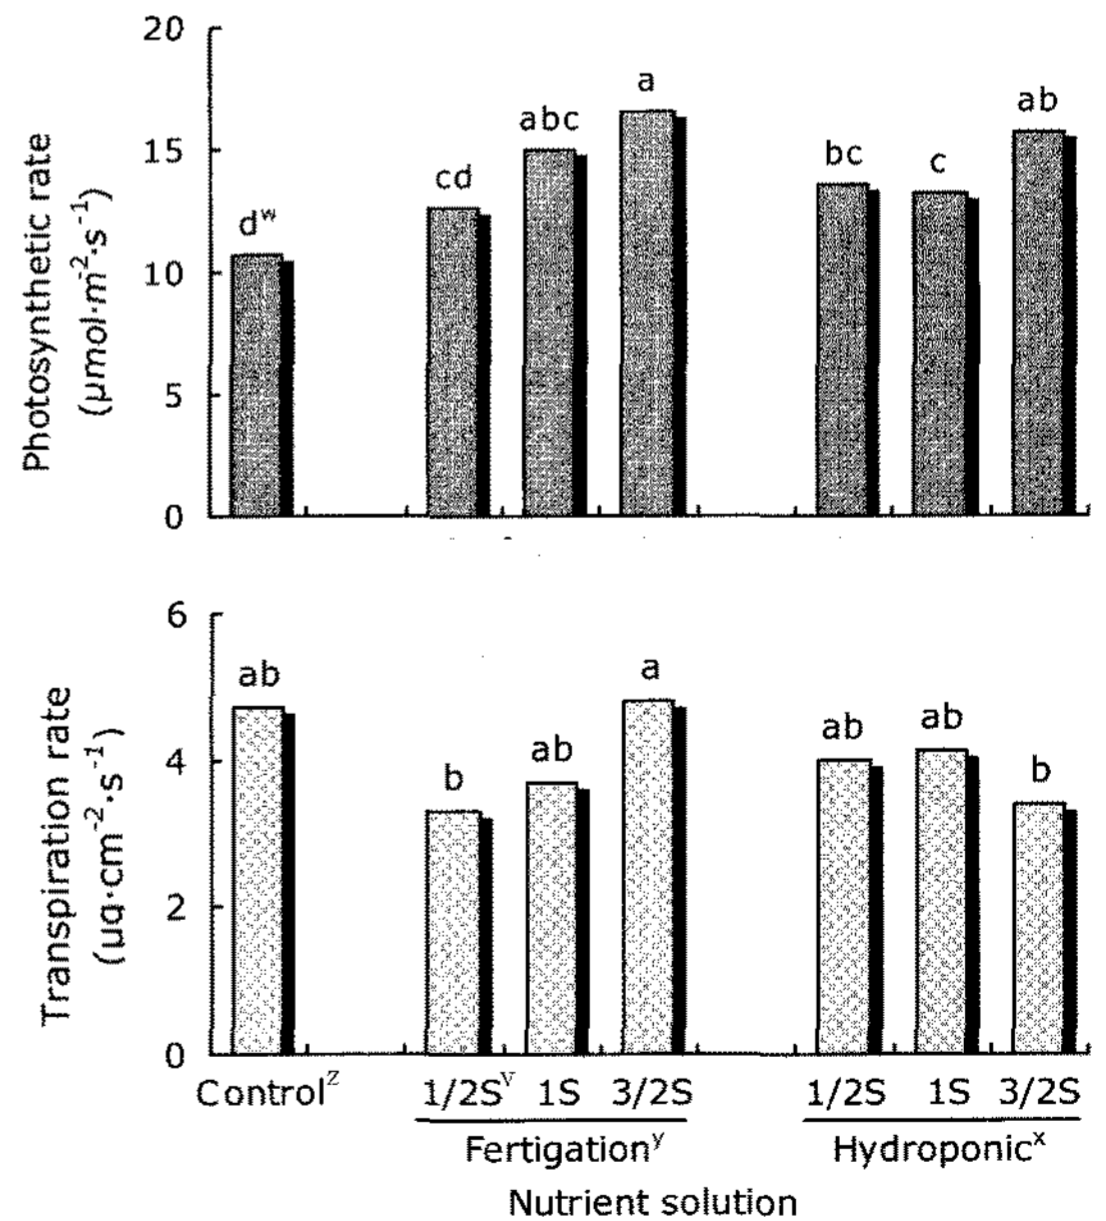 Photosynthetic rate
(μmol·m⁻²·s⁻¹)
20
15
10
5
0
dʷ
cd
abc
a
bc
c
ab
Transpiration rate
(μq·cm⁻²·s⁻¹)
6
4
2
0
ab
b
ab
a
ab
ab
b
Controlᶻ 1/2Sⱽ 1S 3/2S 1/2S 1S 3/2S
Fertigationʸ Hydroponicˣ
Nutrient solution